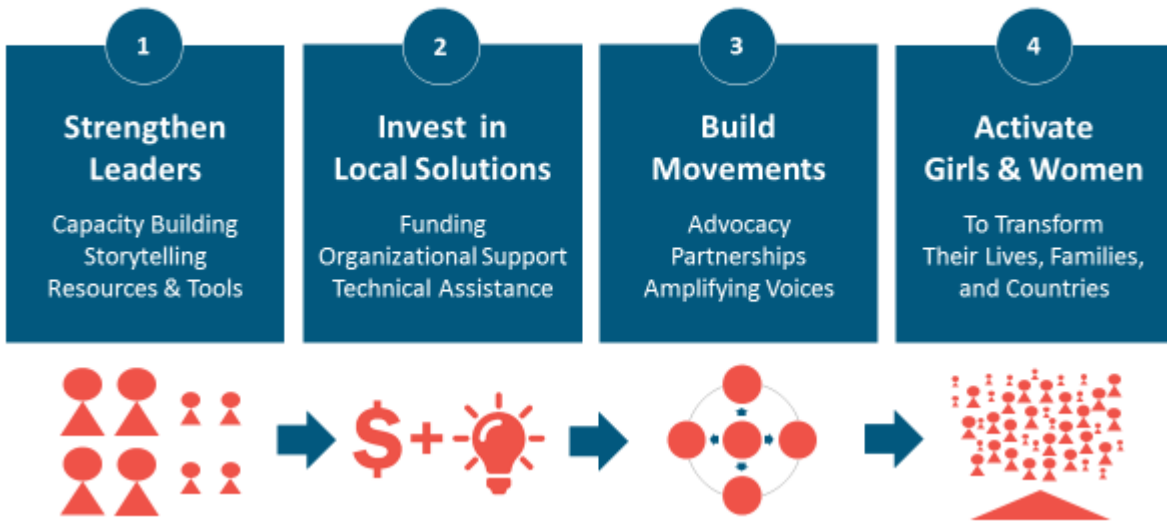 1
Strengthen
Leaders
Capacity Building
Storytelling
Resources & Tools
2
Invest in
Local Solutions
Funding
Organizational Support
Technical Assistance
3
Build
Movements
Advocacy
Partnerships
Amplifying Voices
4
Activate
Girls & Women
To Transform
Their Lives, Families,
and Countries
$ +